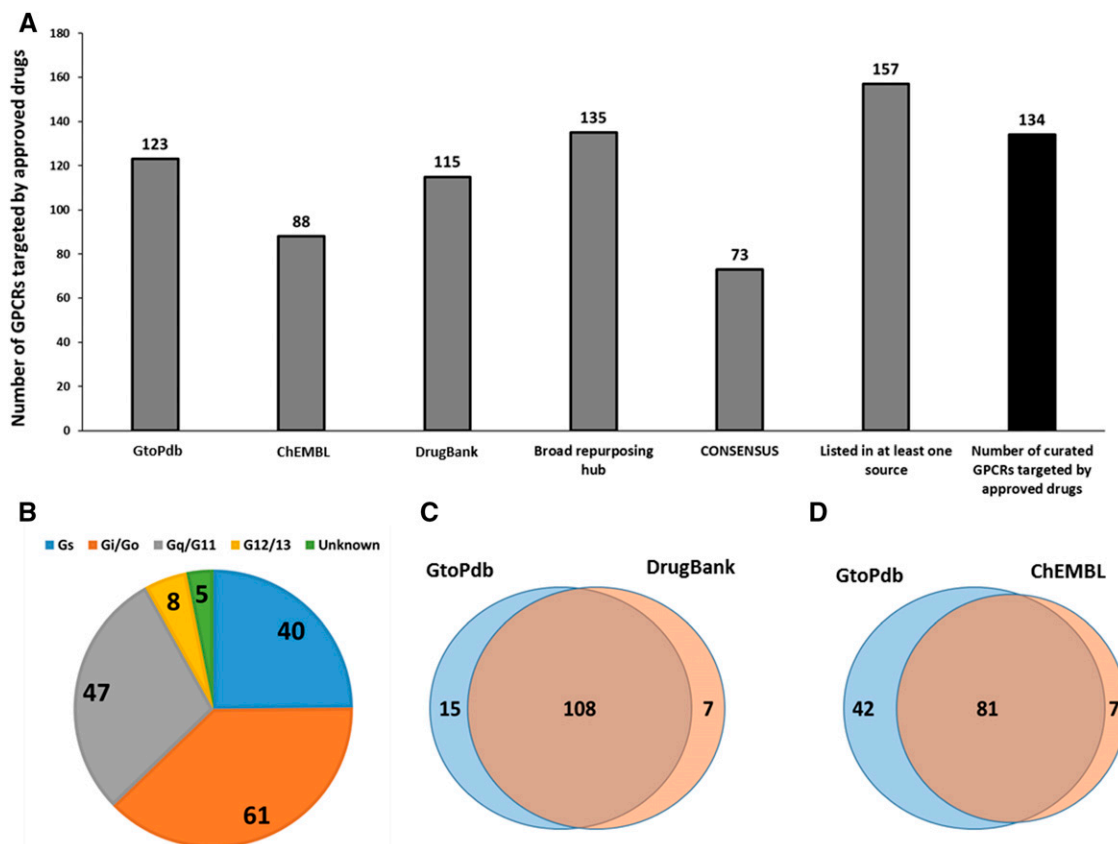 A
Number of GPCRs targeted by approved drugs
180
160
140
120
100
80
60
40
20
0
123
88
115
135
73
157
134
GtoPdb
ChEMBL
DrugBank
Broad repurposing
hub
CONSENSUS
Listed in at least one
source
Number of curated
GPCRs targeted by
approved drugs
B
Gs Gi/Go Gq/G11 G12/13 Unknown
8
5
40
47
61
C
GtoPdb
DrugBank
15
108
7
D
GtoPdb
ChEMBL
42
81
7